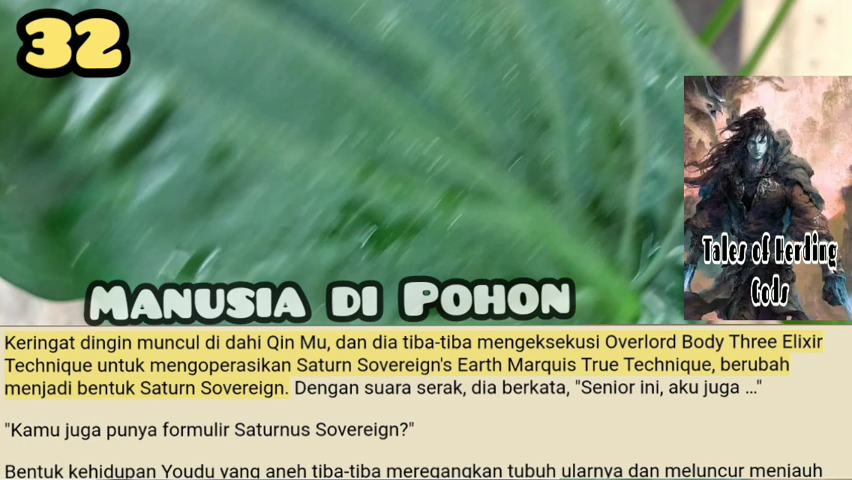 32
Tales of Herding
Gods
MANUSIA DI POHON
Keringat dingin muncul di dahi Qin Mu, dan dia tiba-tiba mengeksekusi Overlord Body Three Elixir
Technique untuk mengoperasikan Saturn Sovereign's Earth Marquis True Technique, berubah
menjadi bentuk Saturn Sovereign. Dengan suara serak, dia berkata, "Senior ini, aku juga ..."
"Kamu juga punya formulir Saturnus Sovereign?"
Bentuk kehidupan Youdu yang aneh tiba-tiba meregangkan tubuh ularnya dan meluncur menjauh